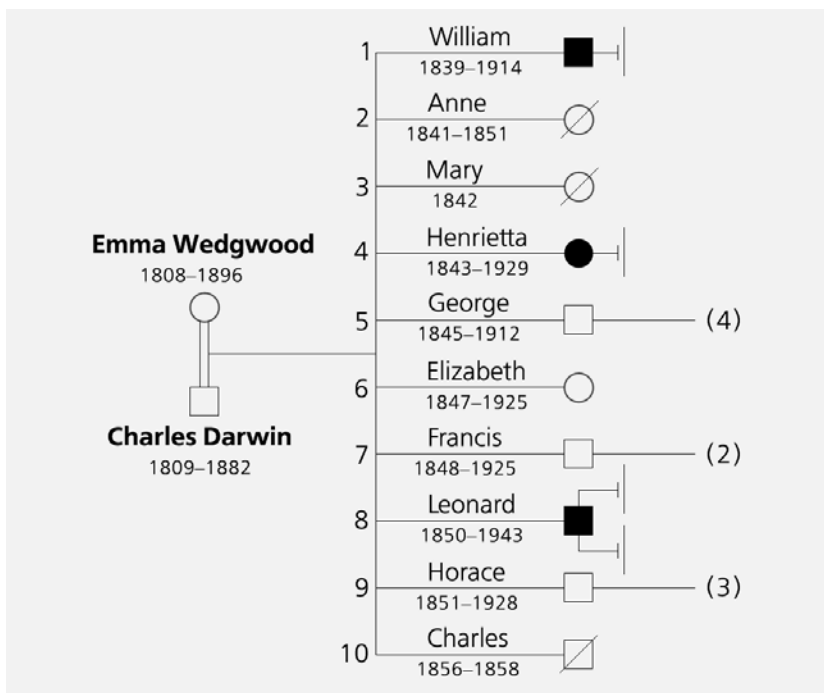 Emma Wedgwood
1808–1896
Charles Darwin
1809–1882
1 William
1839–1914
2 Anne
1841–1851
3 Mary
1842
4 Henrietta
1843–1929
5 George (4)
1845–1912
6 Elizabeth
1847–1925
7 Francis (2)
1848–1925
8 Leonard
1850–1943
9 Horace (3)
1851–1928
10 Charles
1856–1858